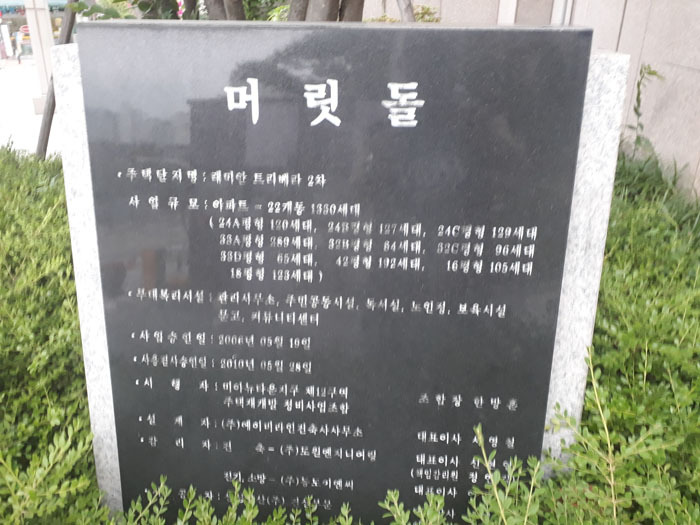 머릿돌
주택단지명 : 래미안 트리베라 2차
사업규모 : 아파트 = 22개동 1330세대
( 24A평형 120세대, 24B평형 127세대, 24C평형 129세대
33A평형 289세대, 32B평형 84세대, 32C평형 96세대
33D평형 65세대, 42평형 192세대, 16평형 105세대
18평형 123세대 )
부대복리시설 : 관리사무소, 주민공동시설, 독서실, 노인정, 보육시설
문고, 커뮤니티센터
사업승인일 : 2006년 05월 19일
사용검사승인일 : 2010년 05월 28일
시 행 자 : 미아뉴타운지구 제12구역
주택재개발 정비사업조합 조합장 한방훈
설 계 자 : (주)에이비라인건축사사무소 대표이사
감 리 자 : 건 축 = (주)토원엔지니어링 대표이사
(책임감리원
전기, 소방 = (주) 대표이사